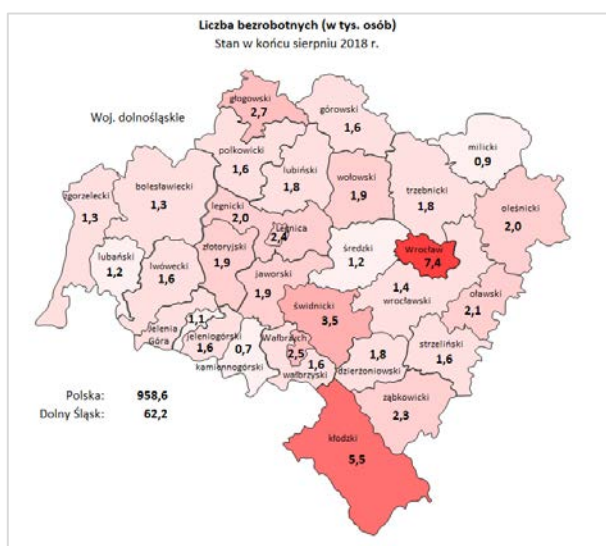 Liczba bezrobotnych (w tys. osób)
Stan w końcu sierpniu 2018 r.
Woj. dolnośląskie
głogowski
2,7
górowski
1,6
milicki
0,9
polkowicki
1,6
lubiński
1,8
wołowski
1,9
trzebnicki
1,8
oleśnicki
2,0
zgorzelecki
1,3
bolesławiecki
1,3
legnicki
2,0
Legnica
2,4
złotoryjski
1,9
średzki
1,2
Wrocław
7,4
lubański
1,2
lwówecki
1,6
jaworski
1,9
1,4
wrocławski
oławski
2,1
świdnicki
3,5
1,1
Jelenia
Góra
jeleniogórski
1,6
0,7
kamiennogórski
Wałbrzych
2,5
1,6
wałbrzyski
1,8
dzierżoniowski
strzeliński
1,6
ząbkowicki
2,3
kłodzki
5,5
Polska: 958,6
Dolny Śląsk: 62,2